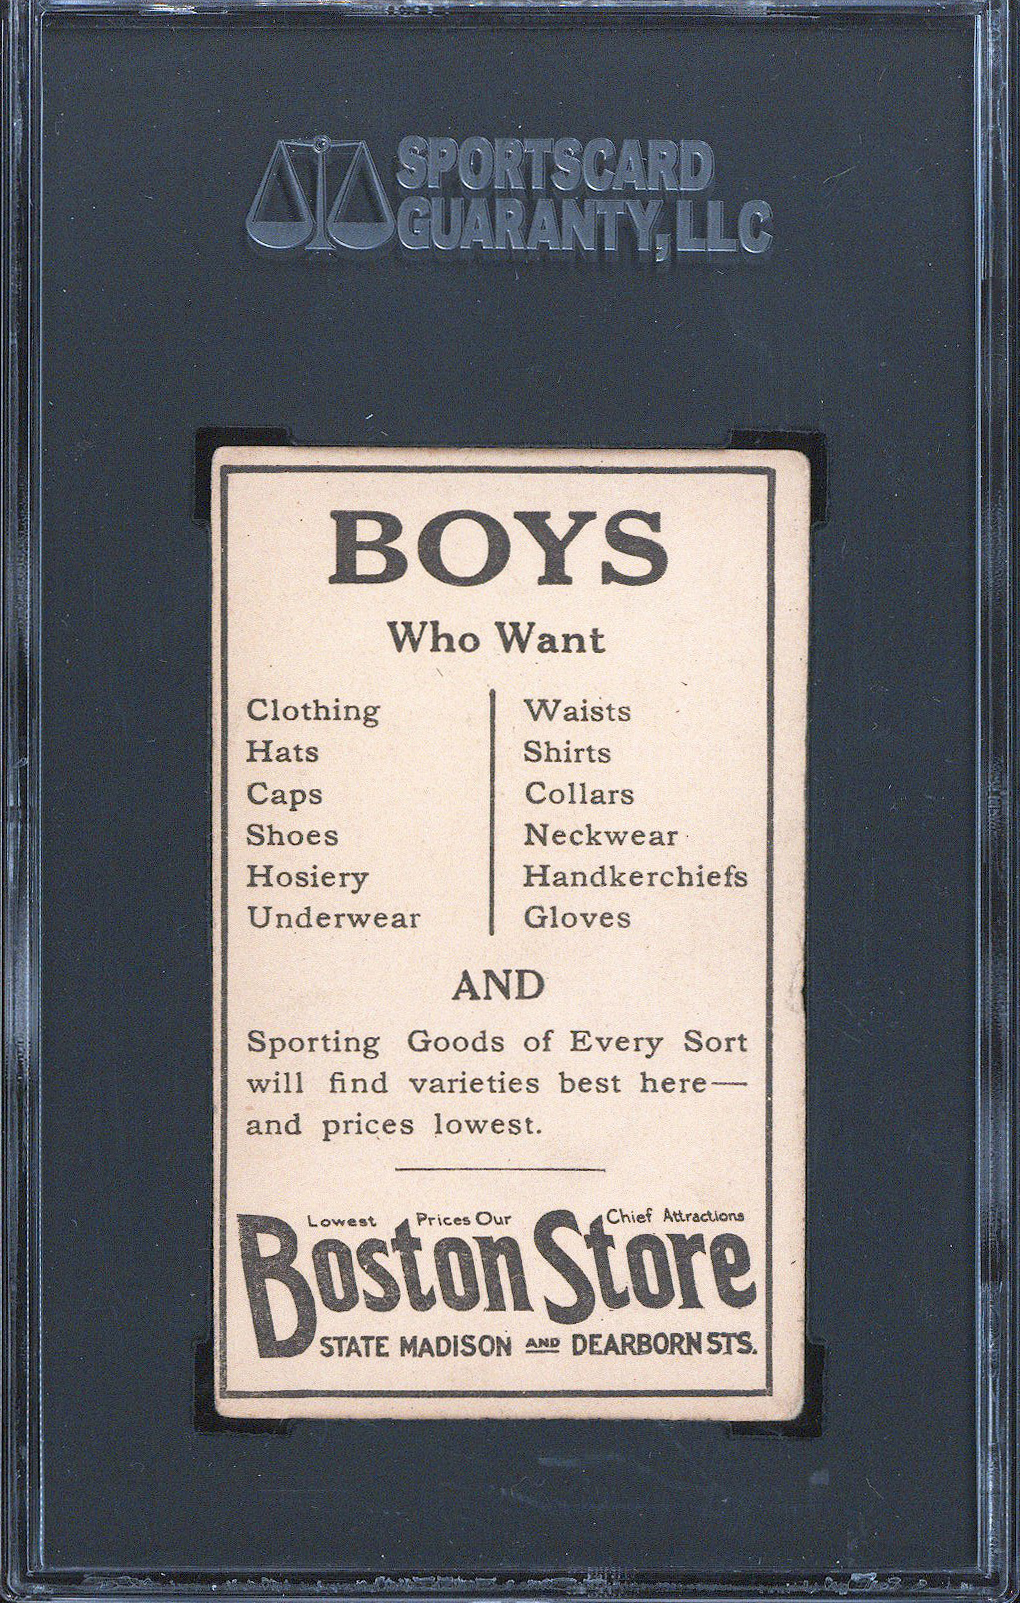 SPORTSCARD
GUARANTY, LLC
BOYS
Who Want
Clothing
Hats
Caps
Shoes
Hosiery
Underwear
Waists
Shirts
Collars
Neckwear
Handkerchiefs
Gloves
AND
Sporting Goods of Every Sort
will find varieties best here—
and prices lowest.
Lowest Prices Our Chief Attractions
Boston Store
STATE MADISON AND DEARBORN STS.